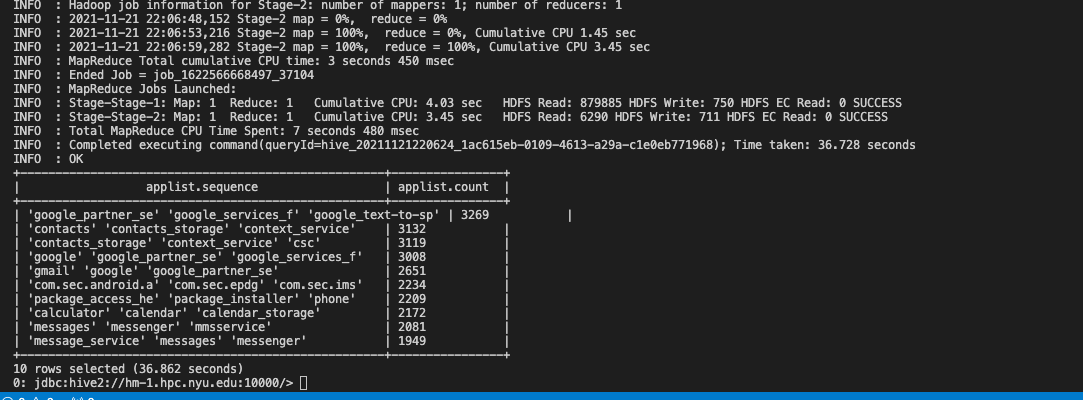 INFO  : Hadoop job information for Stage-2: number of mappers: 1; number of reducers: 1
INFO  : 2021-11-21 22:06:48,152 Stage-2 map = 0%,  reduce = 0%
INFO  : 2021-11-21 22:06:53,216 Stage-2 map = 100%,  reduce = 0%, Cumulative CPU 1.45 sec
INFO  : 2021-11-21 22:06:59,282 Stage-2 map = 100%,  reduce = 100%, Cumulative CPU 3.45 sec
INFO  : MapReduce Total cumulative CPU time: 3 seconds 450 msec
INFO  : Ended Job = job_1622566668497_37104
INFO  : MapReduce Jobs Launched:
INFO  : Stage-Stage-1: Map: 1  Reduce: 1   Cumulative CPU: 4.03 sec   HDFS Read: 879885 HDFS Write: 750 HDFS EC Read: 0 SUCCESS
INFO  : Stage-Stage-2: Map: 1  Reduce: 1   Cumulative CPU: 3.45 sec   HDFS Read: 6290 HDFS Write: 711 HDFS EC Read: 0 SUCCESS
INFO  : Total MapReduce CPU Time Spent: 7 seconds 480 msec
INFO  : Completed executing command(queryId=hive_20211121220624_1ac615eb-0109-4613-a29a-c1e0eb771968); Time taken: 36.728 seconds
INFO  : OK
+----------------------------------------------------+----------------+
|                  applist.sequence                  | applist.count  |
+----------------------------------------------------+----------------+
| 'google_partner_se' 'google_services_f' 'google_text-to-sp' | 3269           |
| 'contacts' 'contacts_storage' 'context_service'    | 3132           |
| 'contacts_storage' 'context_service' 'csc'         | 3119           |
| 'google' 'google_partner_se' 'google_services_f'   | 3008           |
| 'gmail' 'google' 'google_partner_se'               | 2651           |
| 'com.sec.android.a' 'com.sec.epdg' 'com.sec.ims'   | 2234           |
| 'package_access_he' 'package_installer' 'phone'    | 2209           |
| 'calculator' 'calendar' 'calendar_storage'         | 2172           |
| 'messages' 'messenger' 'mmsservice'                | 2081           |
| 'message_service' 'messages' 'messenger'           | 1949           |
+----------------------------------------------------+----------------+
10 rows selected (36.862 seconds)
0: jdbc:hive2://hm-1.hpc.nyu.edu:10000/>